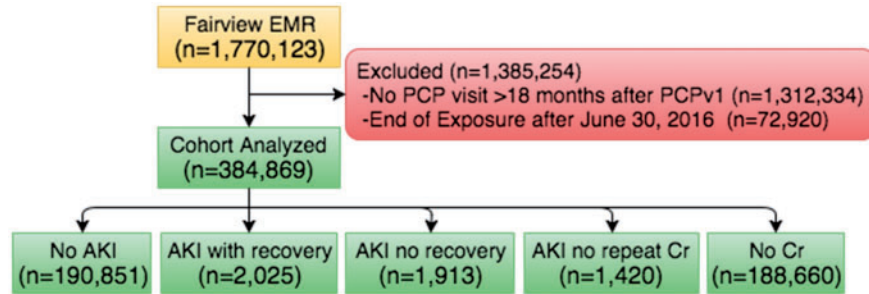 Fairview EMR
(n=1,770,123)
Excluded (n=1,385,254)
-No PCP visit >18 months after PCPv1 (n=1,312,334)
-End of Exposure after June 30, 2016 (n=72,920)
Cohort Analyzed
(n=384,869)
No AKI
(n=190,851)
AKI with recovery
(n=2,025)
AKI no recovery
(n=1,913)
AKI no repeat Cr
(n=1,420)
No Cr
(n=188,660)